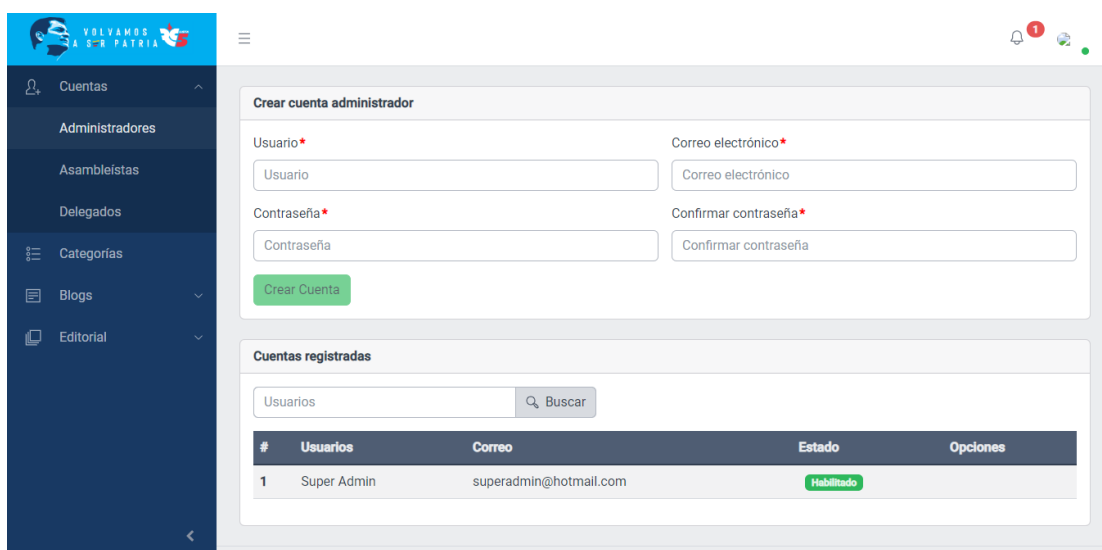 VOLVAMOS
A SER PATRIA
1
Cuentas
Administradores
Asambleístas
Delegados
Categorías
Blogs
Editorial
Crear cuenta administrador
Usuario* Correo electrónico*
Usuario Correo electrónico
Contraseña* Confirmar contraseña*
Contraseña Confirmar contraseña
Crear Cuenta
Cuentas registradas
Usuarios Buscar
# Usuarios Correo Estado Opciones
1 Super Admin superadmin@hotmail.com Habilitado